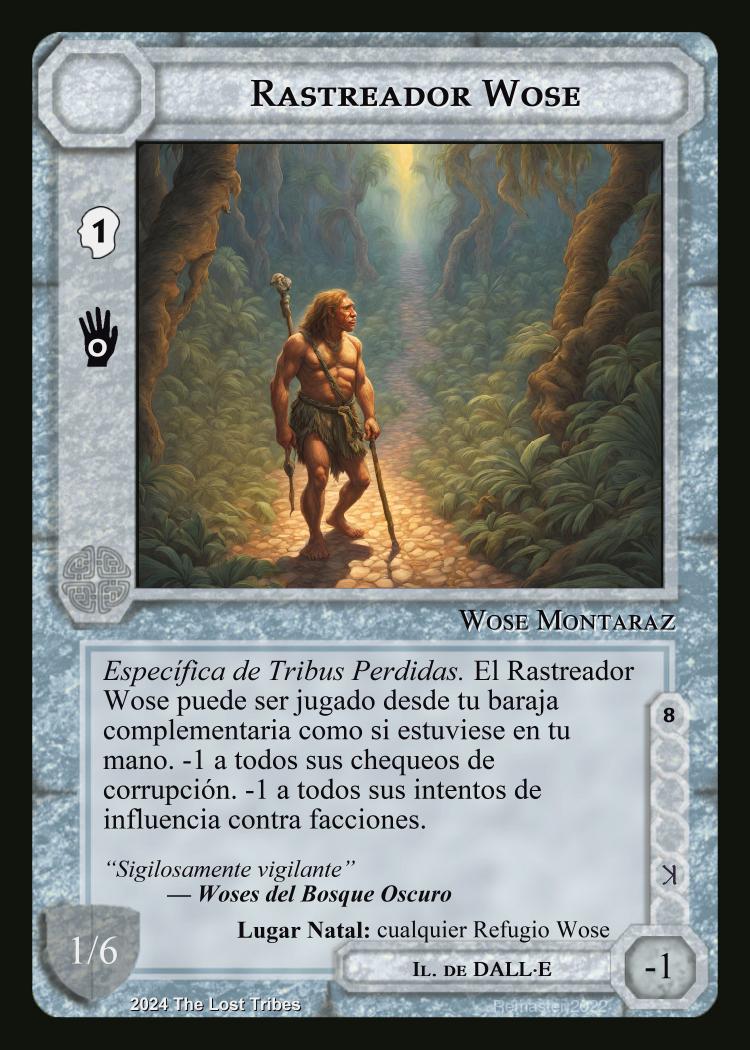 Rastreador Wose
1
0
Wose Montaraz
Específica de Tribus Perdidas. El Rastreador
Wose puede ser jugado desde tu baraja
complementaria como si estuviese en tu
mano. -1 a todos sus chequeos de
corrupción. -1 a todos sus intentos de
influencia contra facciones.
8
“Sigilosamente vigilante”
— Woses del Bosque Oscuro
Lugar Natal: cualquier Refugio Wose
1/6
Il. de DALL·E
-1
2024 The Lost Tribes
Remaster 2022